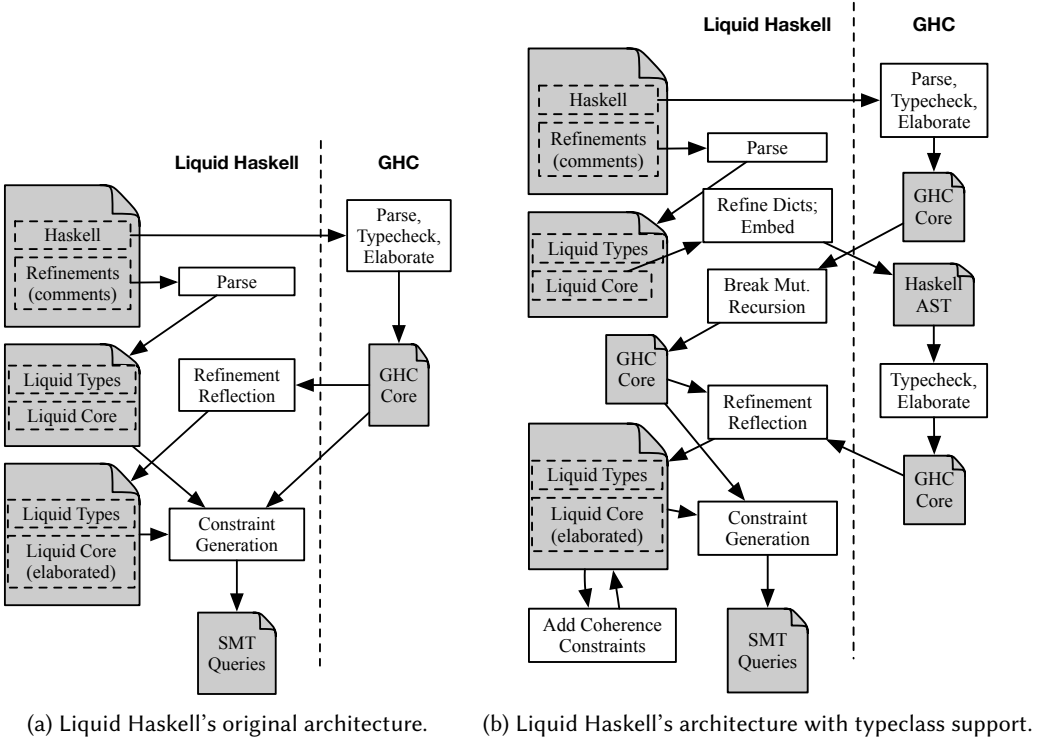 Liquid Haskell
GHC
Haskell
Refinements
(comments)
Parse
Parse,
Typecheck,
Elaborate
Liquid Types
Liquid Core
Refinement
Reflection
GHC
Core
Liquid Types
Liquid Core
(elaborated)
Constraint
Generation
SMT
Queries
(a) Liquid Haskell's original architecture.
Liquid Haskell
GHC
Haskell
Refinements
(comments)
Parse
Parse,
Typecheck,
Elaborate
GHC
Core
Liquid Types
Liquid Core
Refine Dicts;
Embed
Break Mut.
Recursion
Haskell
AST
GHC
Core
Typecheck,
Elaborate
Refinement
Reflection
GHC
Core
Liquid Types
Liquid Core
(elaborated)
Constraint
Generation
Add Coherence
Constraints
SMT
Queries
(b) Liquid Haskell's architecture with typeclass support.